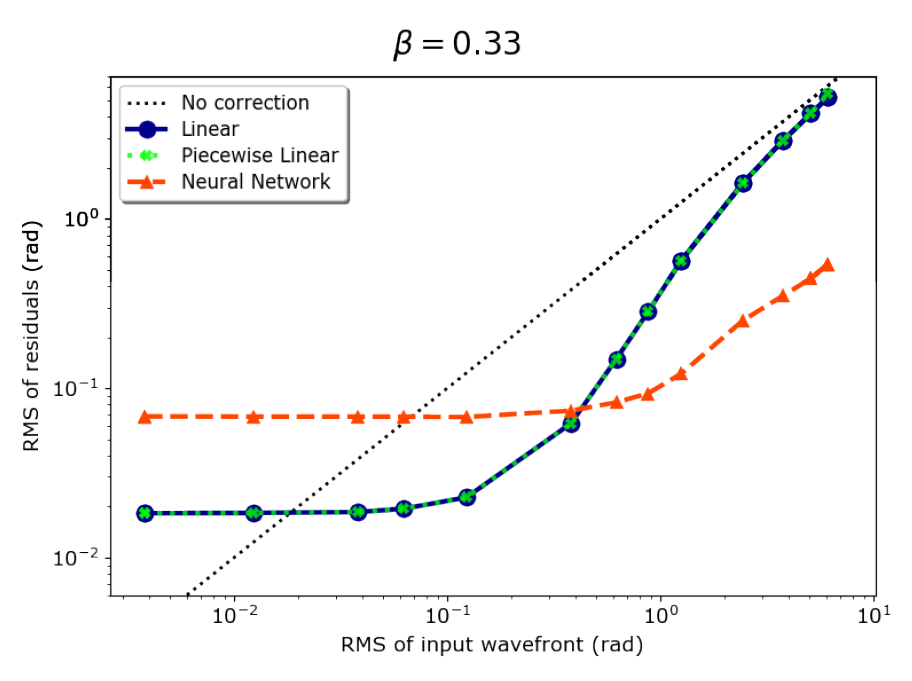 β = 0.33
No correction
Linear
Piecewise Linear
Neural Network
RMS of residuals (rad)
10⁰
10⁻¹
10⁻²
10⁻² 10⁻¹ 10⁰ 10¹
RMS of input wavefront (rad)